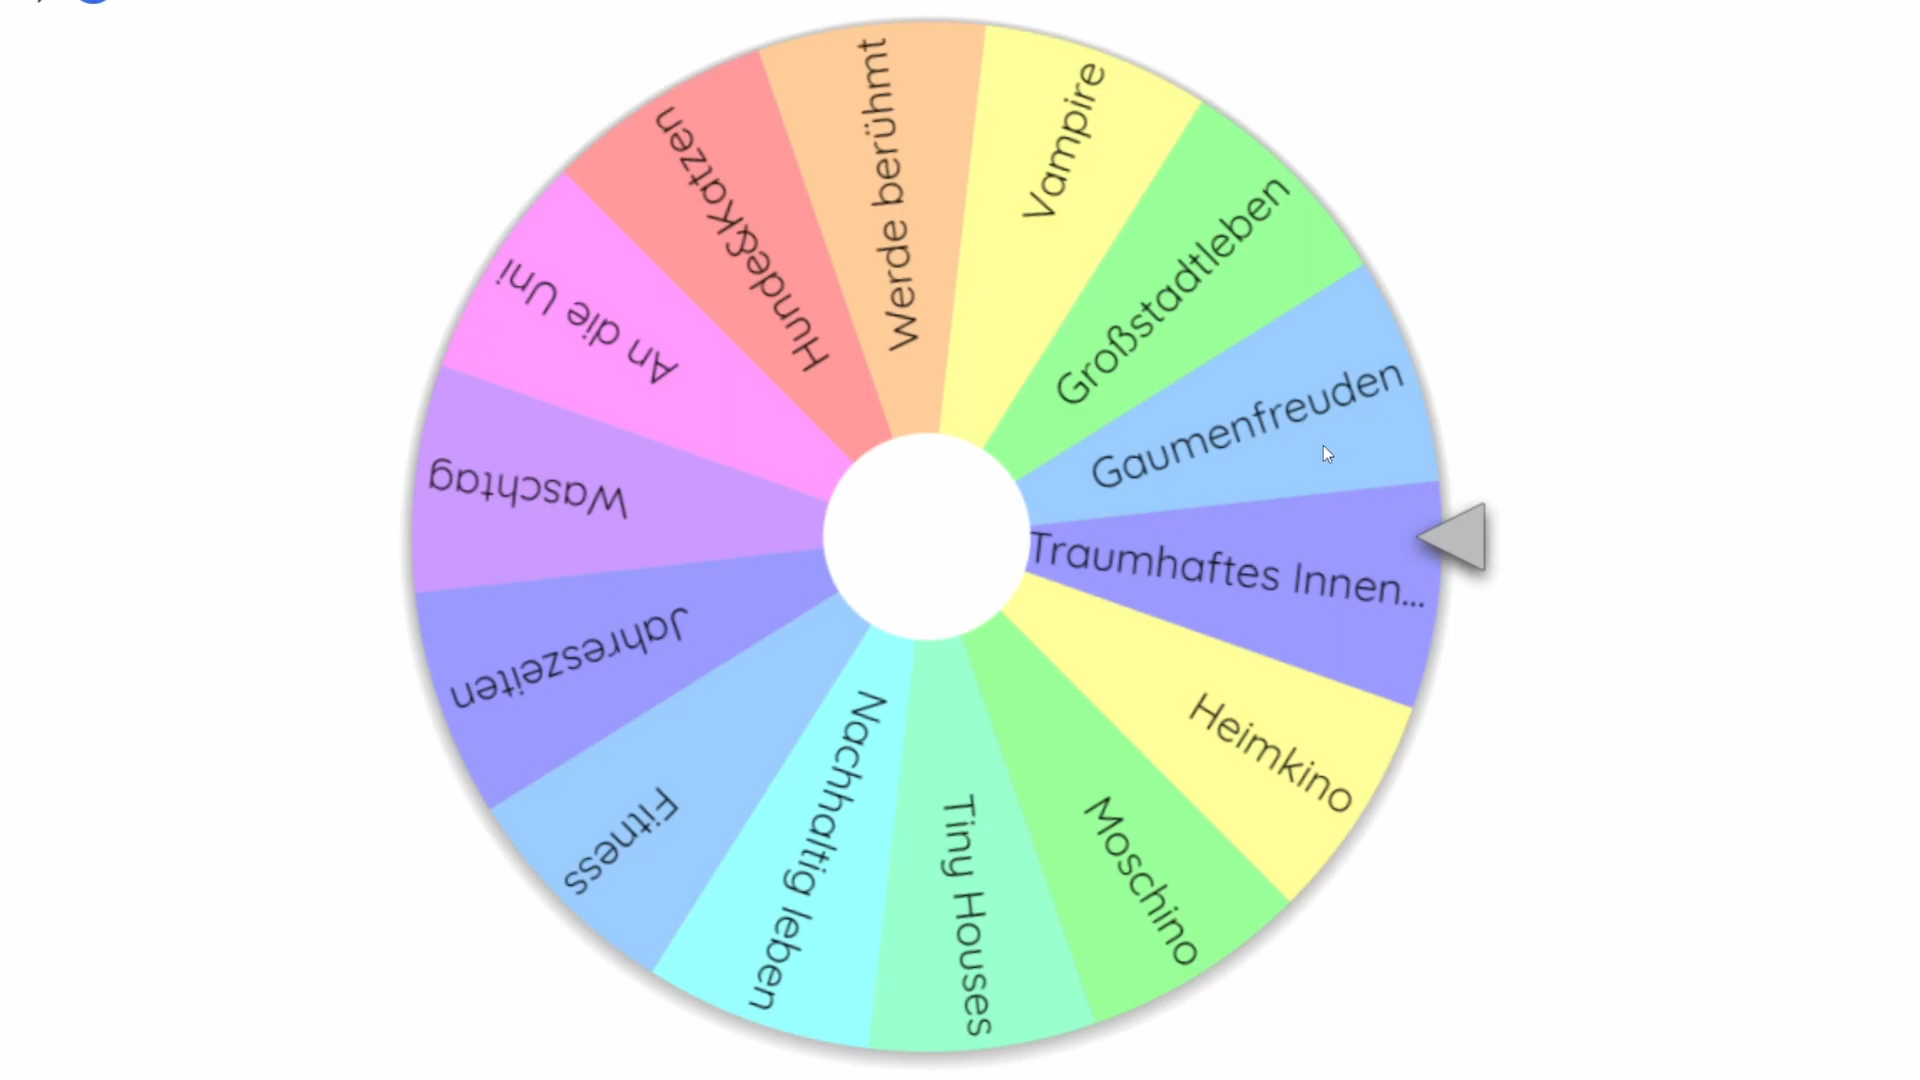 Werde berühmt
Vampire
Großstadtleben
Gaumenfreuden
Traumhaftes Innen...
Heimkino
Moschino
Tiny Houses
Nachhaltig leben
Fitness
Jahreszeiten
Waschtag
An die Uni
Hunde&Katzen